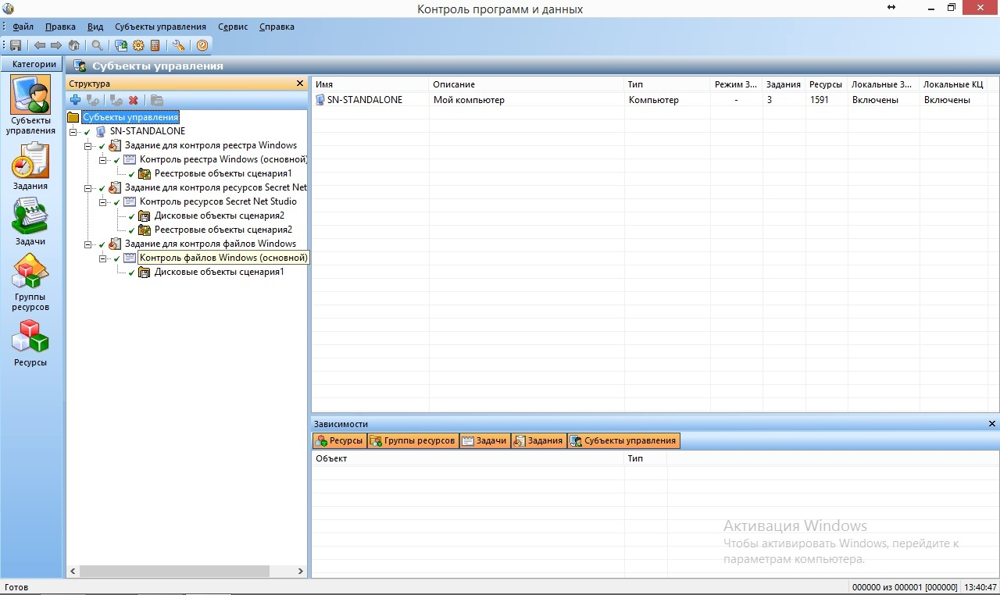 Контроль программ и данных
Файл Правка Вид Субъекты управления Сервис Справка
Категории
Субъекты управления
Субъекты
управления
Задания
Задачи
Группы
ресурсов
Ресурсы
Структура
Субъекты управления
SN-STANDALONE
Задание для контроля реестра Windows
Контроль реестра Windows (основной)
Реестровые объекты сценария1
Задание для контроля ресурсов Secret Net
Контроль ресурсов Secret Net Studio
Дисковые объекты сценария2
Реестровые объекты сценария2
Задание для контроля файлов Windows
Контроль файлов Windows (основной)
Дисковые объекты сценария1
Имя Описание Тип Режим З... Задания Ресурсы Локальные З... Локальные КЦ
SN-STANDALONE Мой компьютер Компьютер - 3 1591 Включены Включены
Зависимости
Ресурсы Группы ресурсов Задачи Задания Субъекты управления
Объект Тип
Активация Windows
Чтобы активировать Windows, перейдите к
параметрам компьютера.
Готов
000000 из 000001 [000000] 13:40:47